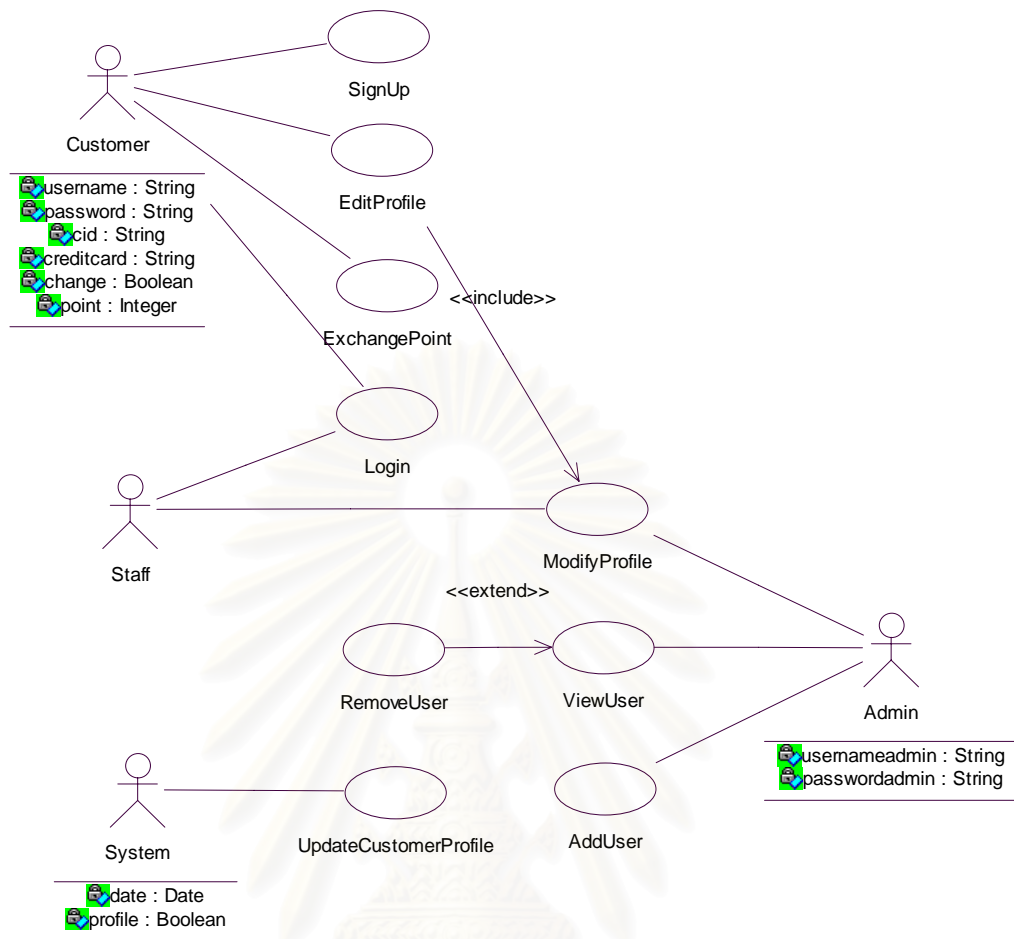 SignUp
Customer
username : String
password : String
cid : String
creditcard : String
change : Boolean
point : Integer
EditProfile
<<include>>
ExchangePoint
Login
Staff
ModifyProfile
<<extend>>
RemoveUser
ViewUser
Admin
usernameadmin : String
passwordadmin : String
System
UpdateCustomerProfile
AddUser
date : Date
profile : Boolean